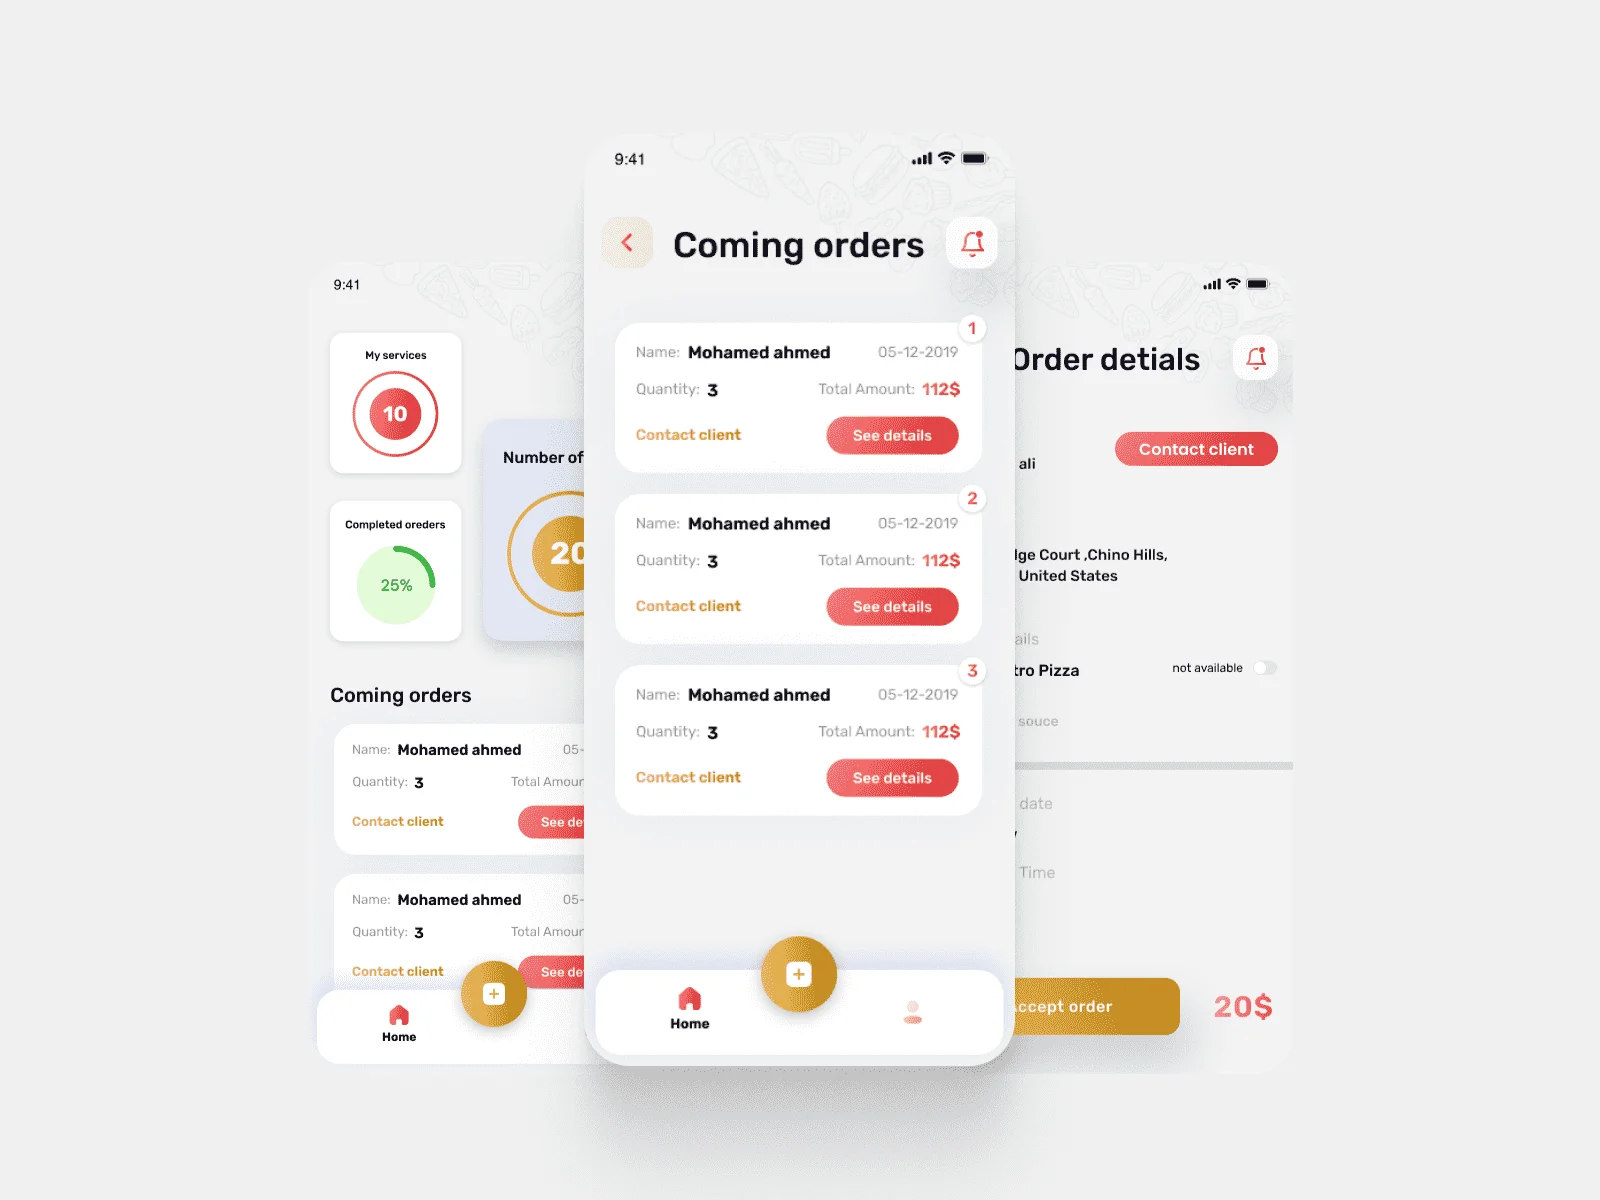 9:41
My services
10
Completed oreders
25%
Number of
20
Coming orders
Name: Mohamed ahmed 05-
Quantity: 3 Total Amoun
Contact client See de
Name: Mohamed ahmed 05-
Quantity: 3 Total Amoun
Contact client See de
Home
9:41
Coming orders
1
Name: Mohamed ahmed 05-12-2019
Quantity: 3 Total Amount: 112$
Contact client See details
2
Name: Mohamed ahmed 05-12-2019
Quantity: 3 Total Amount: 112$
Contact client See details
3
Name: Mohamed ahmed 05-12-2019
Quantity: 3 Total Amount: 112$
Contact client See details
Home
Order detials
Contact client
ali
dge Court ,Chino Hills,
United States
ails
tro Pizza not available
souce
date
Time
ccept order 20$